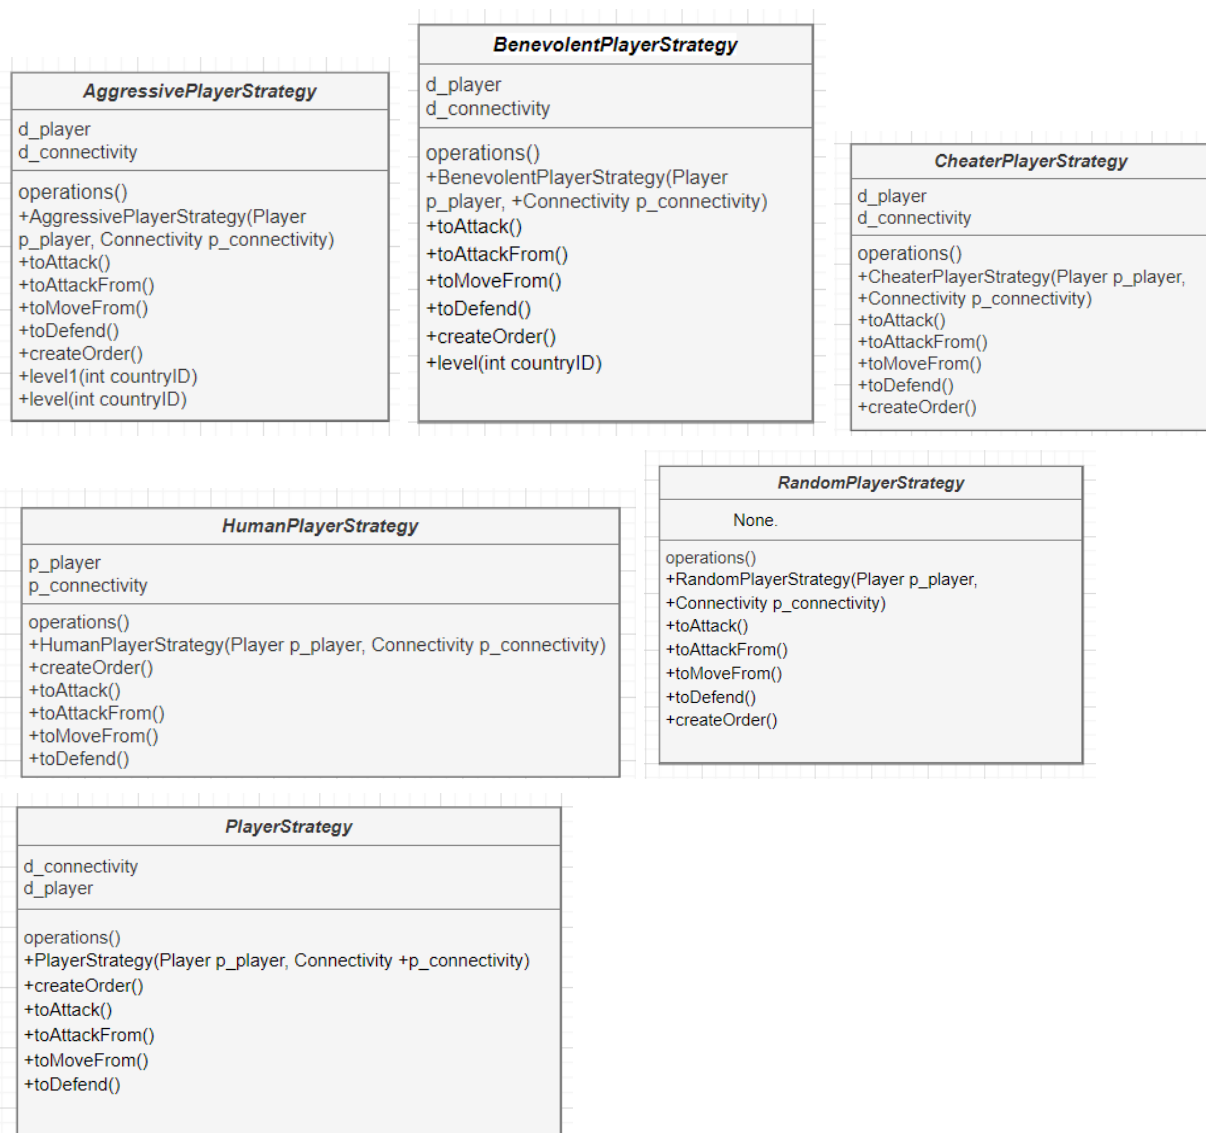 AggressivePlayerStrategy
d_player
d_connectivity
operations()
+AggressivePlayerStrategy(Player
p_player, Connectivity p_connectivity)
+toAttack()
+toAttackFrom()
+toMoveFrom()
+toDefend()
+createOrder()
+level1(int countryID)
+level(int countryID)
BenevolentPlayerStrategy
d_player
d_connectivity
operations()
+BenevolentPlayerStrategy(Player
p_player, +Connectivity p_connectivity)
+toAttack()
+toAttackFrom()
+toMoveFrom()
+toDefend()
+createOrder()
+level(int countryID)
CheaterPlayerStrategy
d_player
d_connectivity
operations()
+CheaterPlayerStrategy(Player p_player,
+Connectivity p_connectivity)
+toAttack()
+toAttackFrom()
+toMoveFrom()
+toDefend()
+createOrder()
HumanPlayerStrategy
p_player
p_connectivity
operations()
+HumanPlayerStrategy(Player p_player, Connectivity p_connectivity)
+createOrder()
+toAttack()
+toAttackFrom()
+toMoveFrom()
+toDefend()
RandomPlayerStrategy
None.
operations()
+RandomPlayerStrategy(Player p_player,
+Connectivity p_connectivity)
+toAttack()
+toAttackFrom()
+toMoveFrom()
+toDefend()
+createOrder()
PlayerStrategy
d_connectivity
d_player
operations()
+PlayerStrategy(Player p_player, Connectivity +p_connectivity)
+createOrder()
+toAttack()
+toAttackFrom()
+toMoveFrom()
+toDefend()